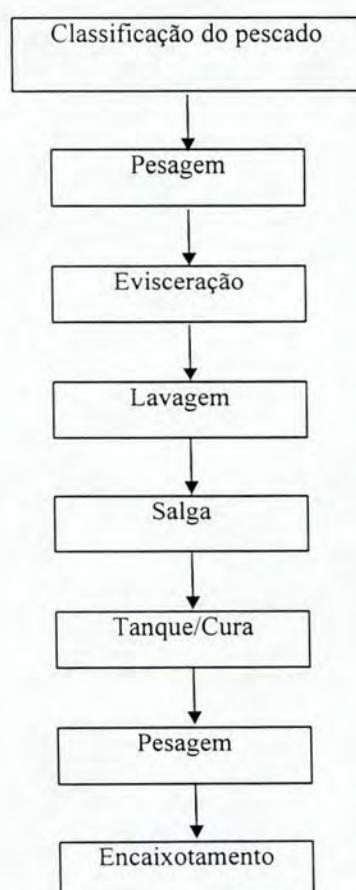 Classificação do pescado
Pesagem
Evisceração
Lavagem
Salga
Tanque/Cura
Pesagem
Encaixotamento